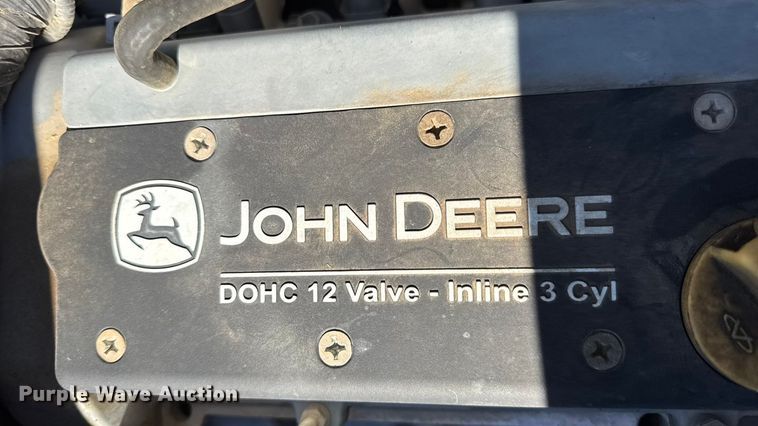 JOHN DEERE
DOHC 12 Valve - Inline 3 Cyl
Purple Wave Auction